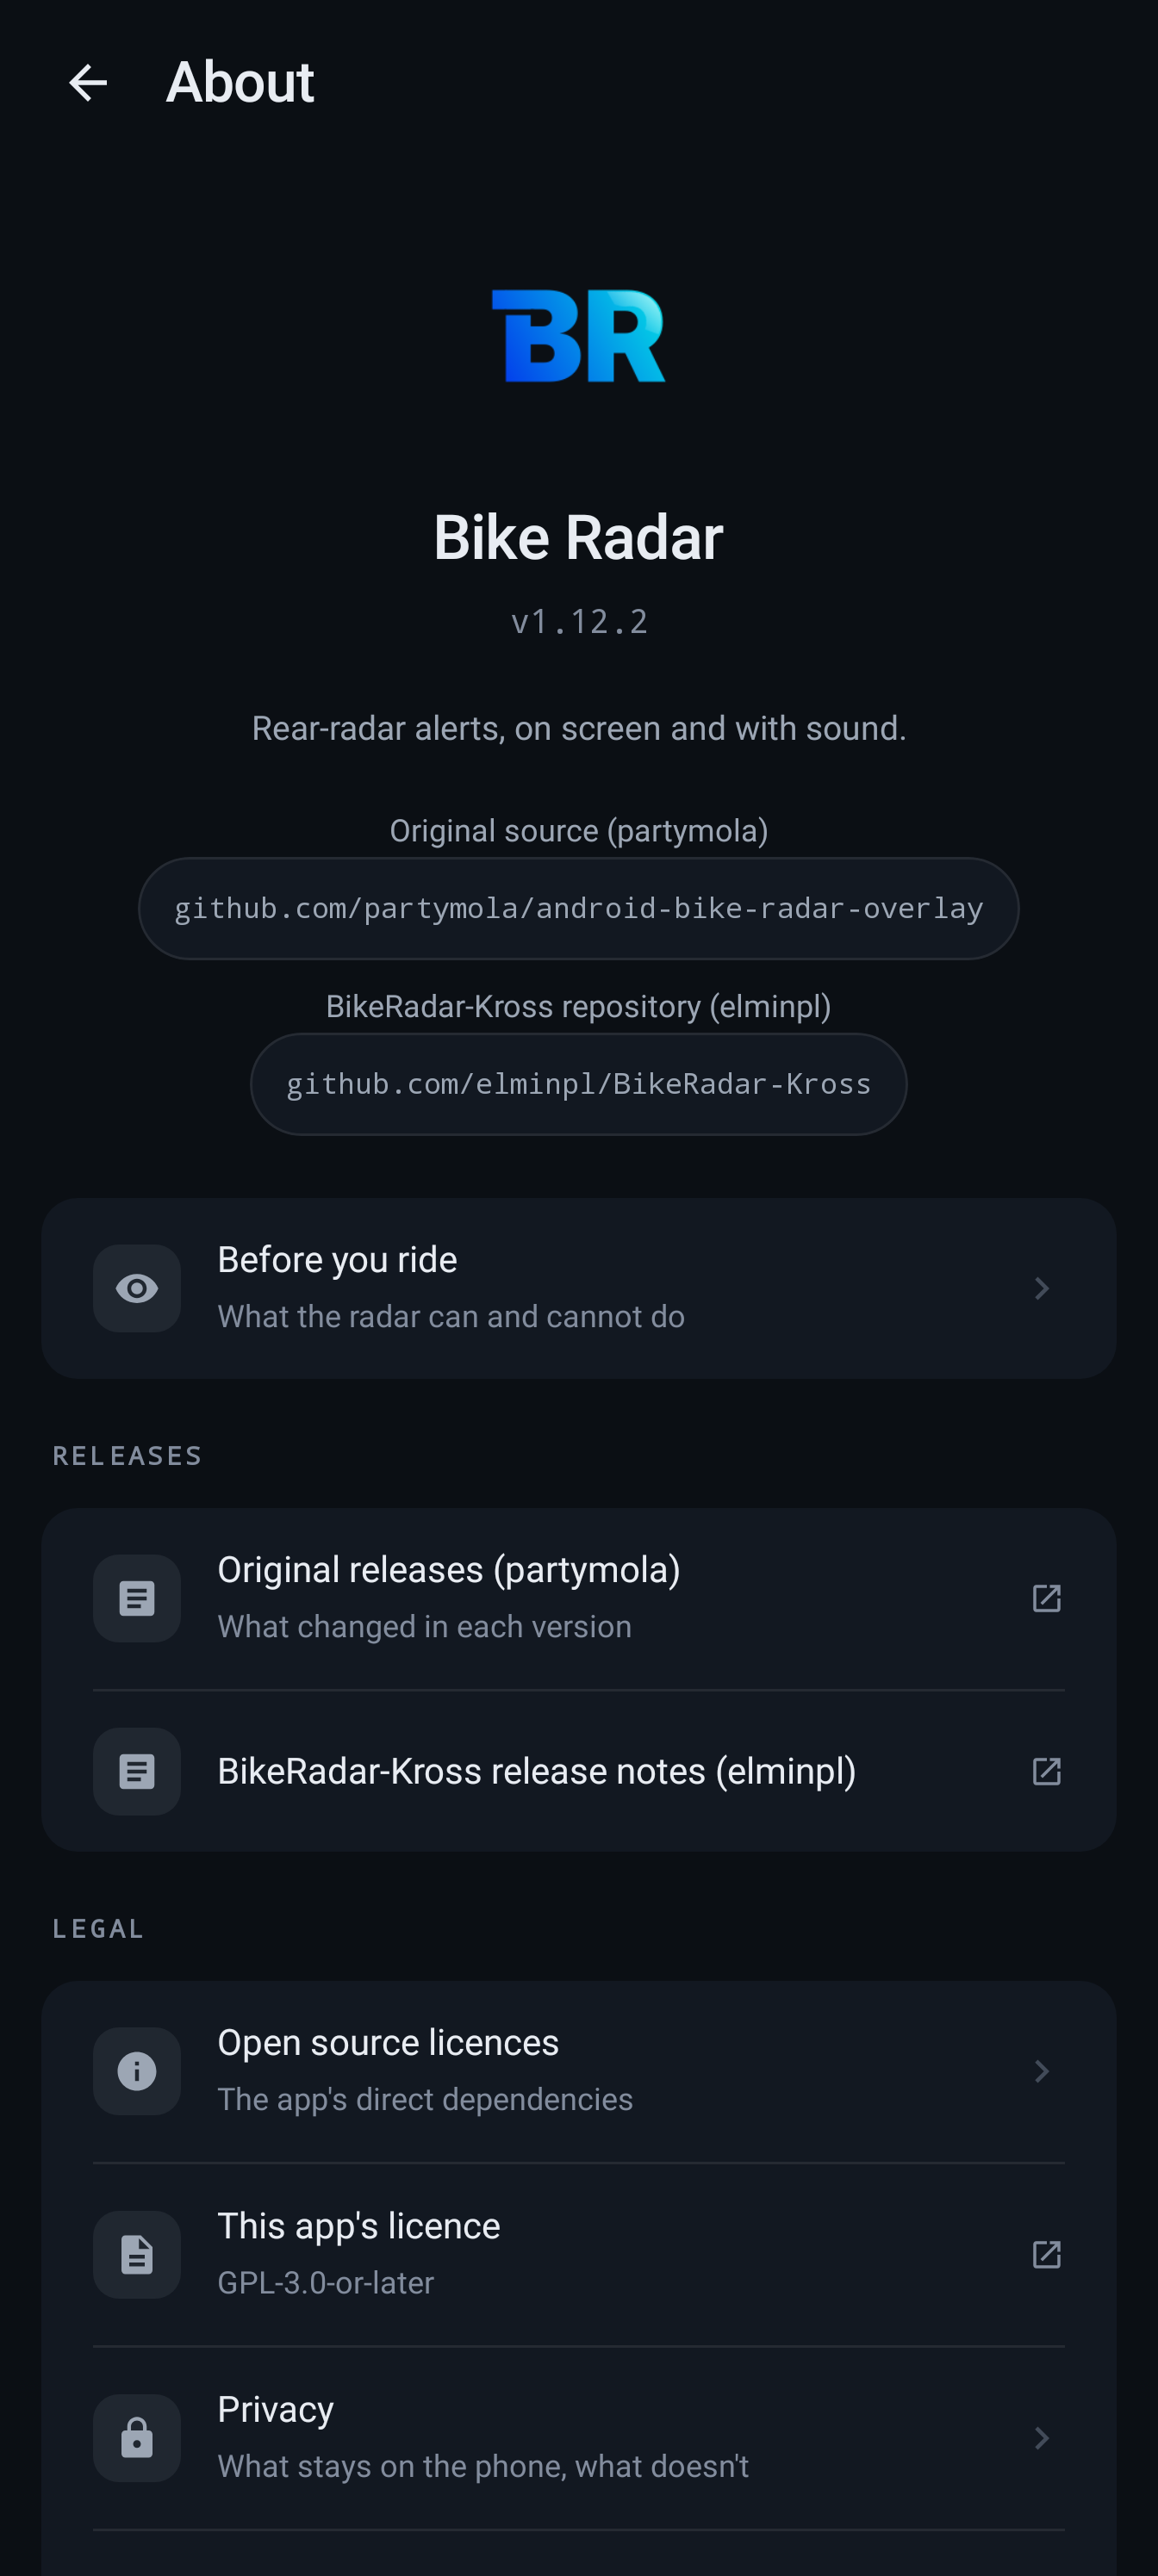 About
BR
Bike Radar
v1.12.2
Rear-radar alerts, on screen and with sound.
Original source (partymola)
github.com/partymola/android-bike-radar-overlay
BikeRadar-Kross repository (elminpl)
github.com/elminpl/BikeRadar-Kross
Before you ride
What the radar can and cannot do
RELEASES
Original releases (partymola)
What changed in each version
BikeRadar-Kross release notes (elminpl)
LEGAL
Open source licences
The app's direct dependencies
This app's licence
GPL-3.0-or-later
Privacy
What stays on the phone, what doesn't